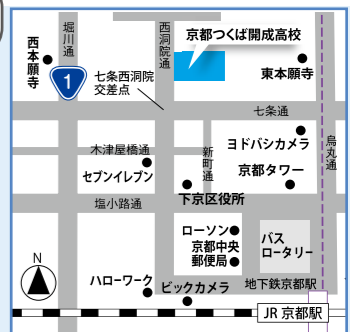 堀川通
西洞院通
京都つくば開成高校
西本願寺
1
七条西洞院
交差点
東本願寺
七条通
ヨドバシカメラ
烏丸通
木津屋橋通
新町通
セブンイレブン
京都タワー
下京区役所
塩小路通
ローソン
京都中央
郵便局
バス
ロータリー
N
ハローワーク
ビックカメラ
地下鉄京都駅
JR 京都駅